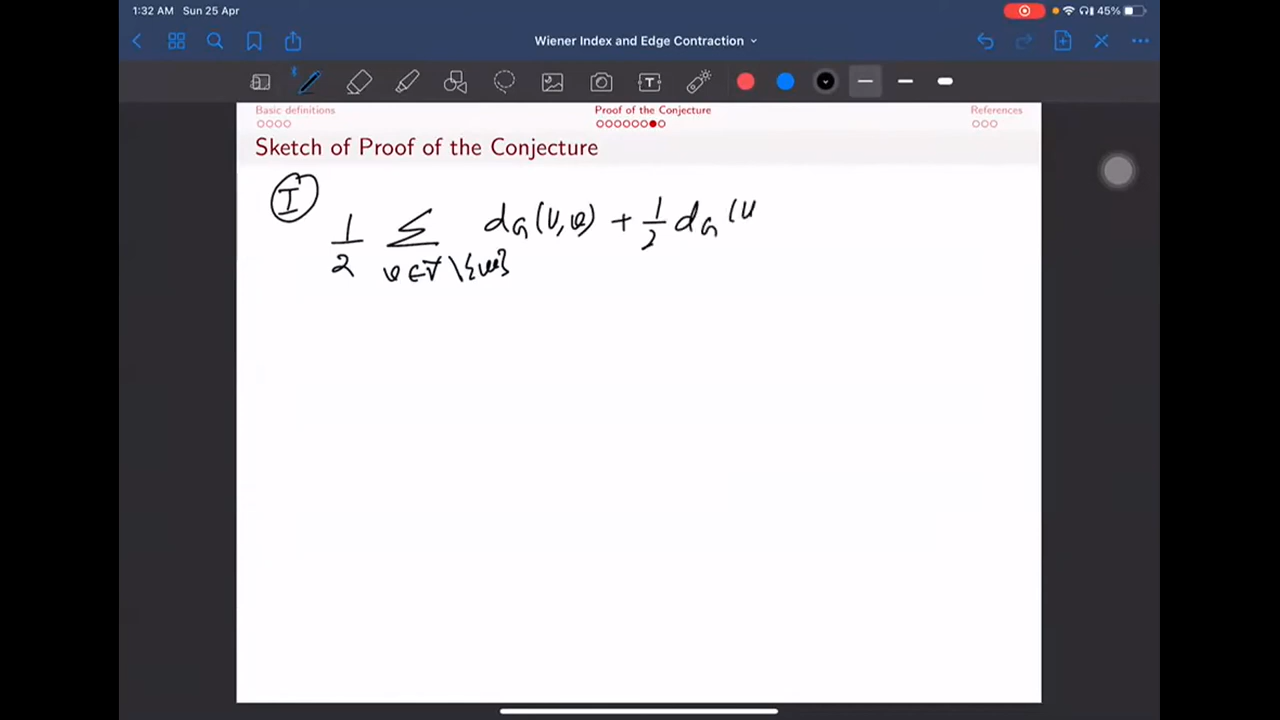 1:32 AM Sun 25 Apr
45%
Wiener Index and Edge Contraction
T
Basic definitions
Proof of the Conjecture
References
Sketch of Proof of the Conjecture
I
1/2 Σ d_G(u,v) + 1/2 d_G(u
v∈V\{w}